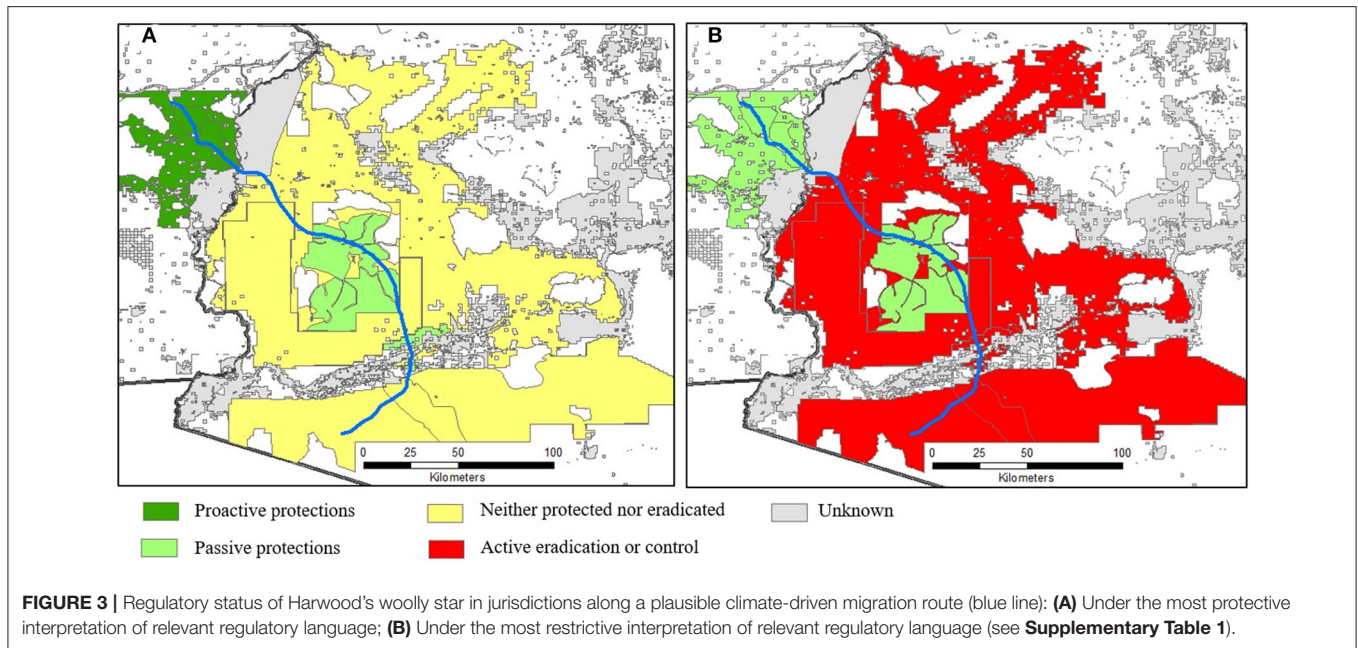 A
B
0 25 50 100
Kilometers
0 25 50 100
Kilometers
Proactive protections
Neither protected nor eradicated
Unknown
Passive protections
Active eradication or control
FIGURE 3 | Regulatory status of Harwood's woolly star in jurisdictions along a plausible climate-driven migration route (blue line): (A) Under the most protective
interpretation of relevant regulatory language; (B) Under the most restrictive interpretation of relevant regulatory language (see Supplementary Table 1).